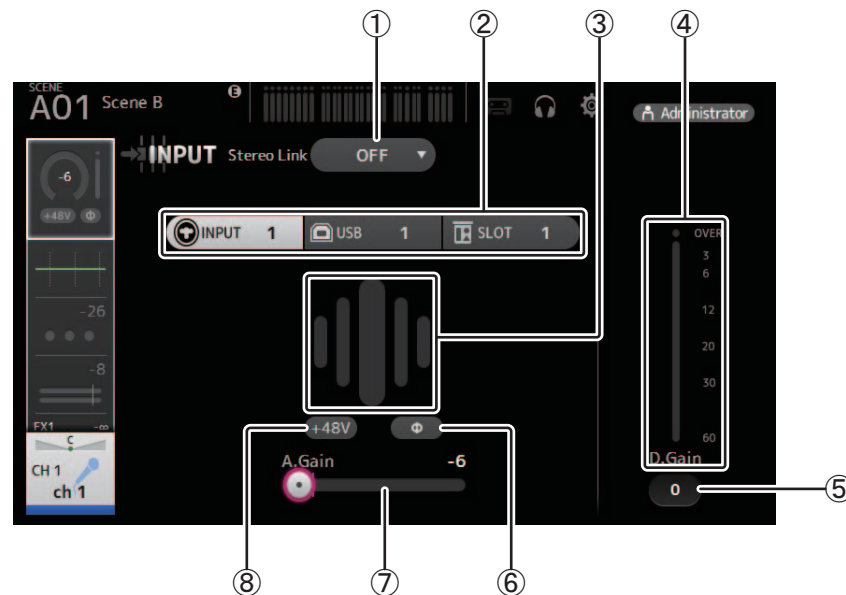 ① ② ③ ④
SCENE
A01 Scene B E Administrator
INPUT Stereo Link OFF
-6
+48V Φ
INPUT 1 USB 1 SLOT 1
OVER
3
6
12
20
30
60
-26
-8
FX1 -∞
C
CH 1
ch 1
+48V Φ
A.Gain -6
D.Gain
0
⑤
⑧ ⑦ ⑥